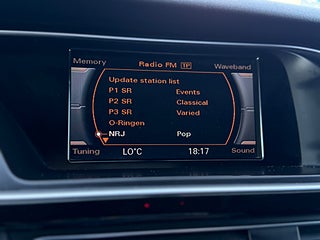 Memory Radio FM TP Waveband
Update station list
P1 SR Events
P2 SR Classical
P3 SR Varied
O-Ringen
NRJ Pop
Tuning LO°C 18:17 Sound